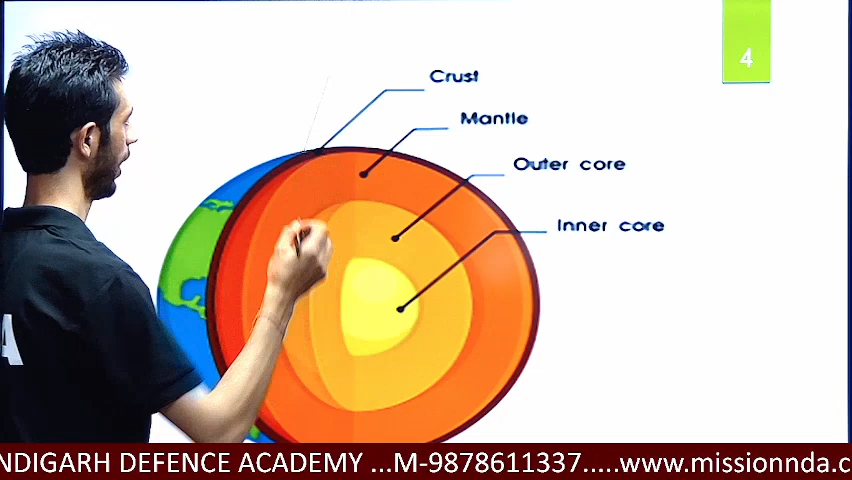 4
Crust
Mantle
Outer core
Inner core
A
NDIGARH DEFENCE ACADEMY ...M-9878611337.....www.missionnda.c